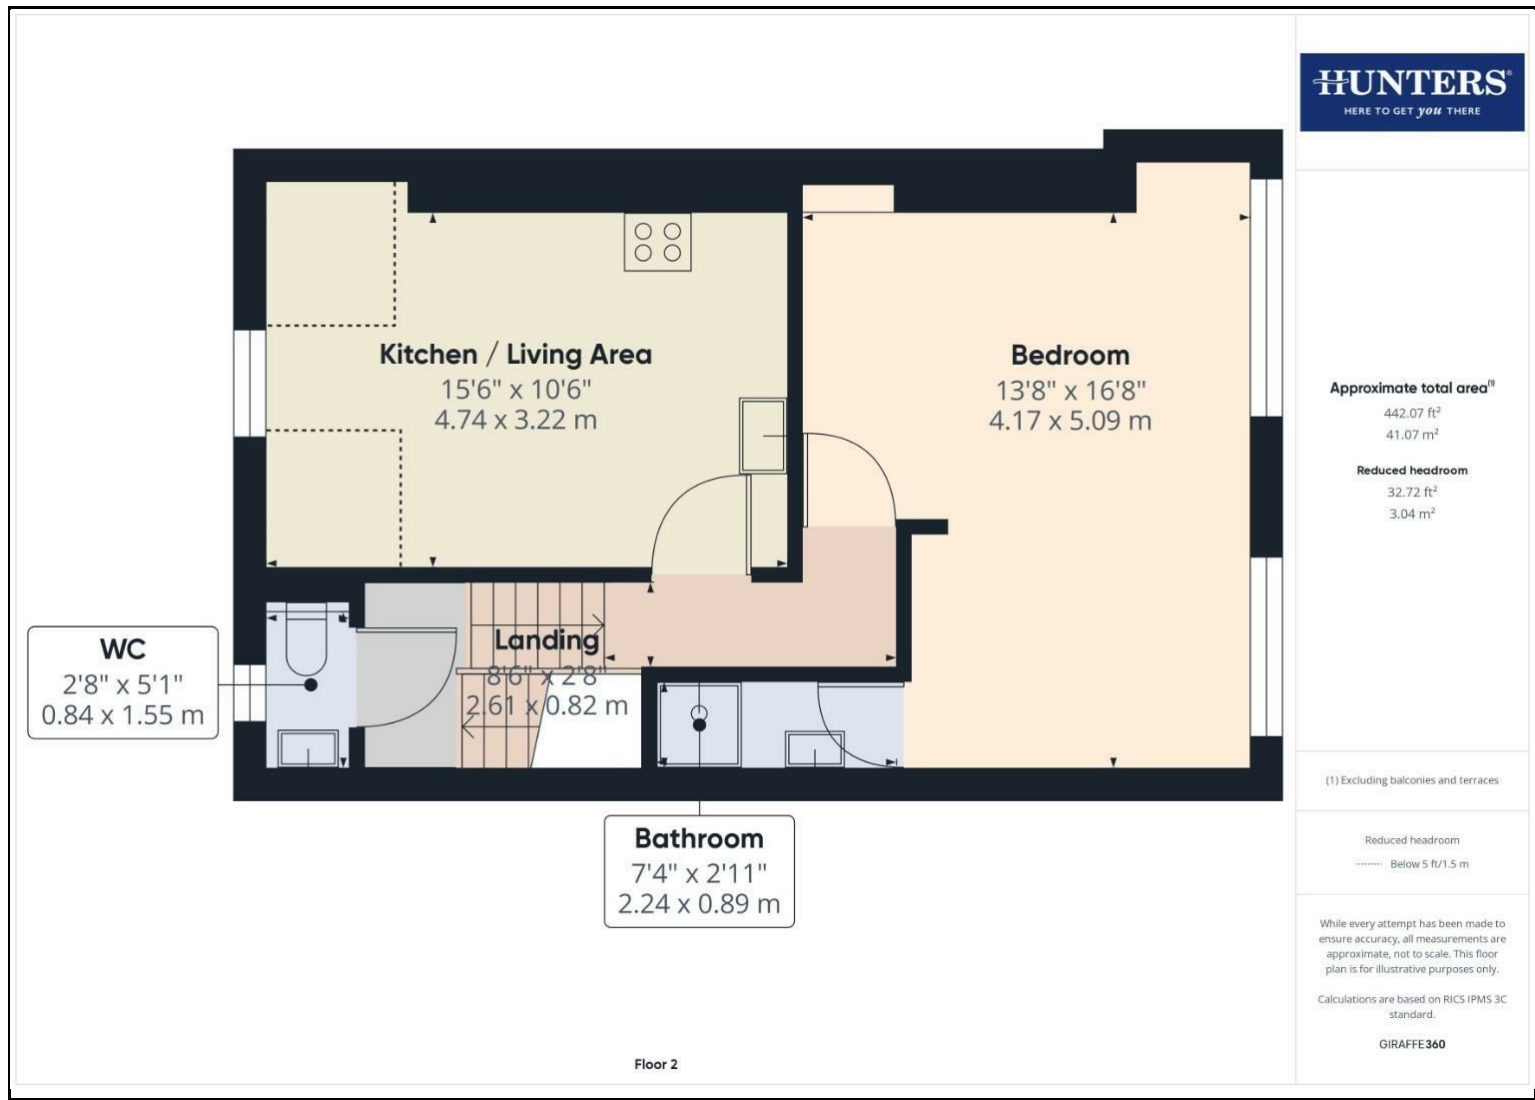 HUNTERS®
HERE TO GET you THERE
Kitchen / Living Area
15'6" x 10'6"
4.74 x 3.22 m
Bedroom
13'8" x 16'8"
4.17 x 5.09 m
Landing
8'6" x 2'8"
2.61 x 0.82 m
WC
2'8" x 5'1"
0.84 x 1.55 m
Bathroom
7'4" x 2'11"
2.24 x 0.89 m
Floor 2
Approximate total area(1)
442.07 ft²
41.07 m²
Reduced headroom
32.72 ft²
3.04 m²
(1) Excluding balconies and terraces
Reduced headroom
Below 5 ft/1.5 m
While every attempt has been made to
ensure accuracy, all measurements are
approximate, not to scale. This floor
plan is for illustrative purposes only.
Calculations are based on RICS IPMS 3C
standard.
GIRAFFE360